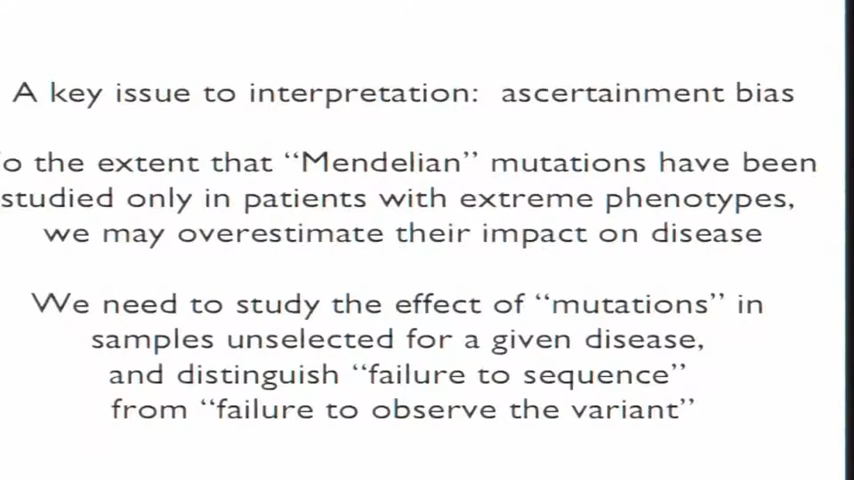 A key issue to interpretation: ascertainment bias
o the extent that “Mendelian” mutations have been
studied only in patients with extreme phenotypes,
we may overestimate their impact on disease
We need to study the effect of “mutations” in
samples unselected for a given disease,
and distinguish “failure to sequence”
from “failure to observe the variant”